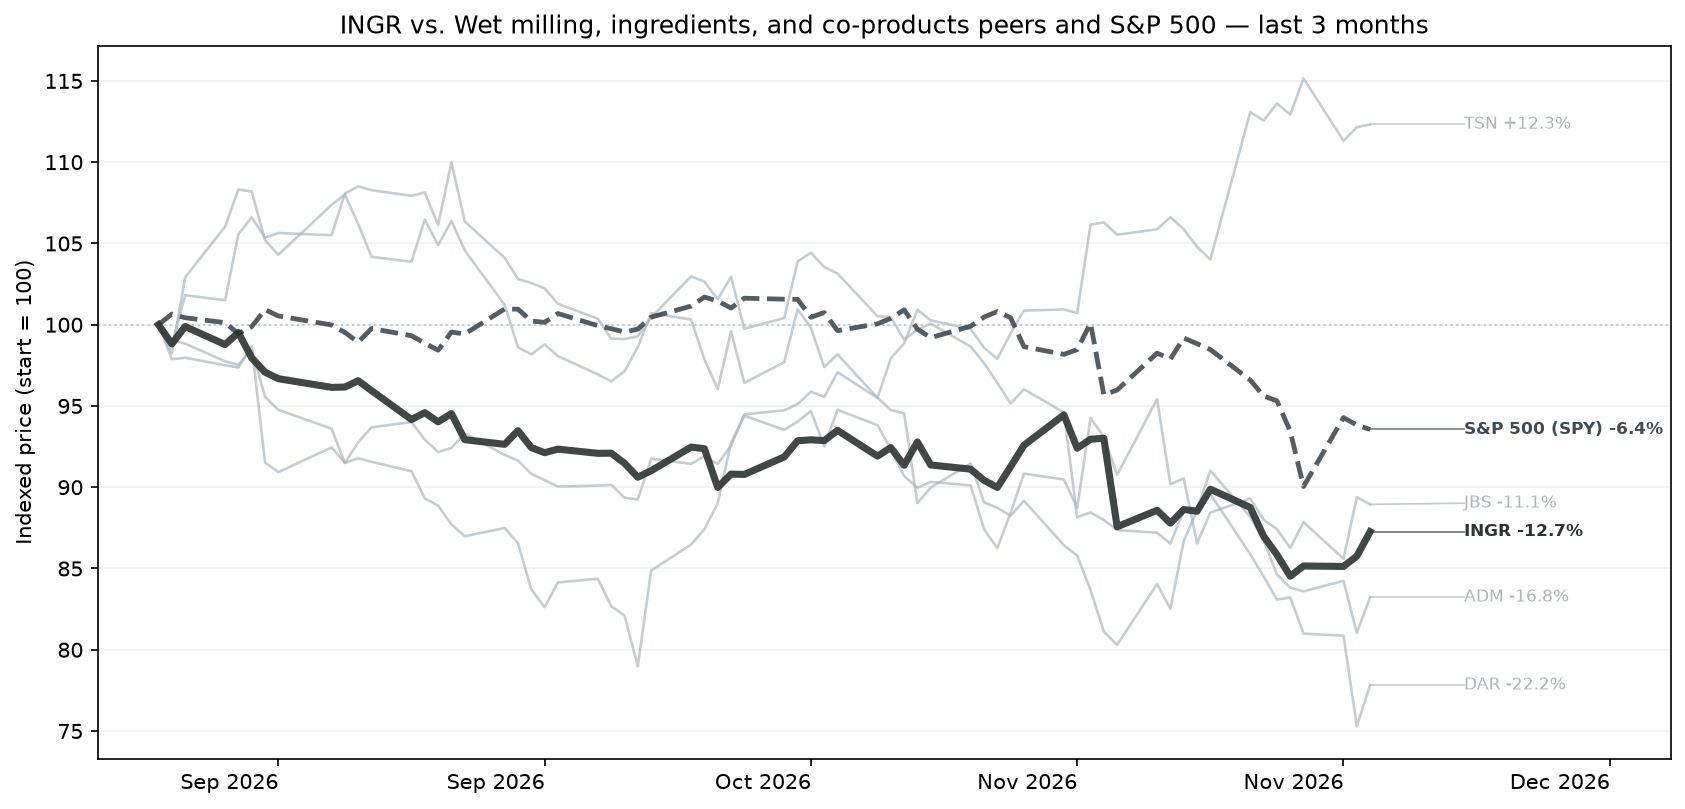 INGR vs. Wet milling, ingredients, and co-products peers and S&P 500 — last 3 months
Indexed price (start = 100)
115
110
105
100
95
90
85
80
75
TSN +12.3%
S&P 500 (SPY) -6.4%
JBS -11.1%
INGR -12.7%
ADM -16.8%
DAR -22.2%
Sep 2026
Sep 2026
Oct 2026
Nov 2026
Nov 2026
Dec 2026